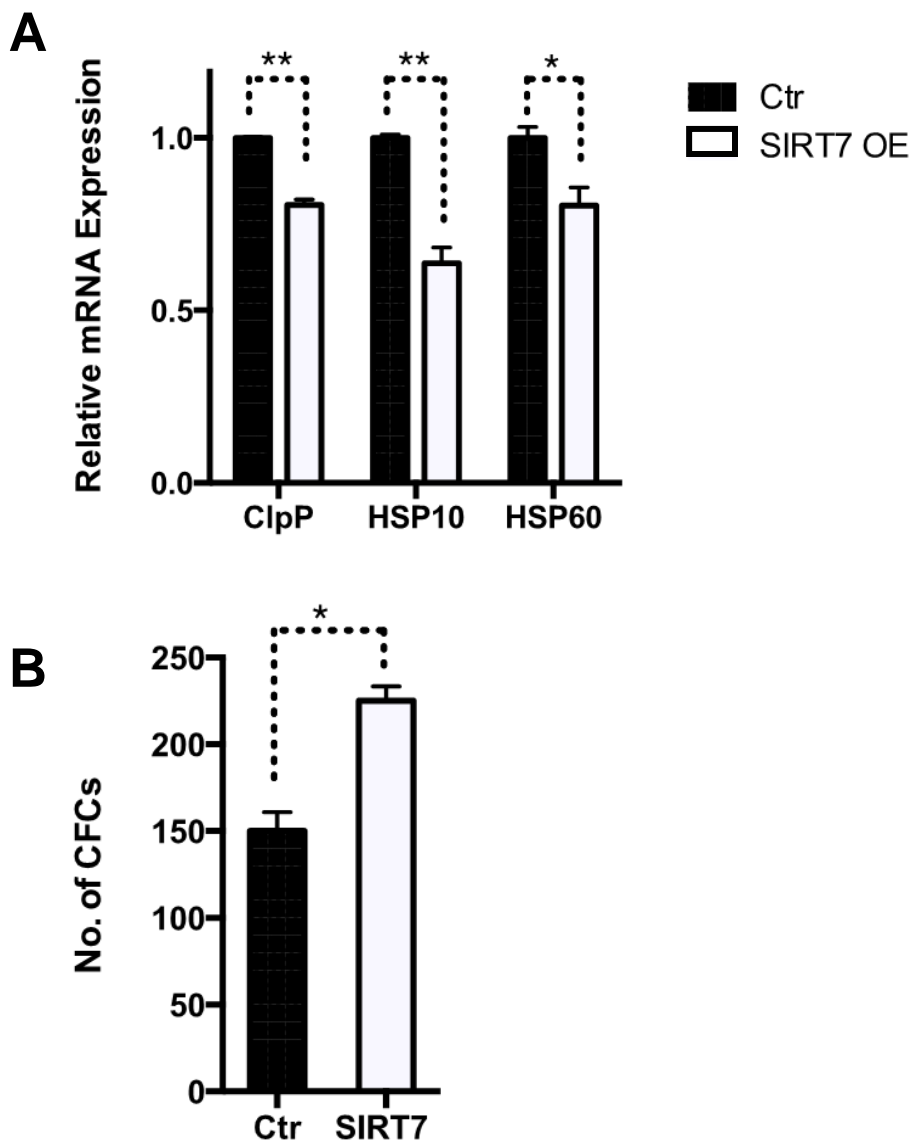 A
** ** *
Relative mRNA Expression
1.0
0.5
0.0
ClpP HSP10 HSP60
Ctr
SIRT7 OE
B
*
No. of CFCs
250
200
150
100
50
0
Ctr SIRT7